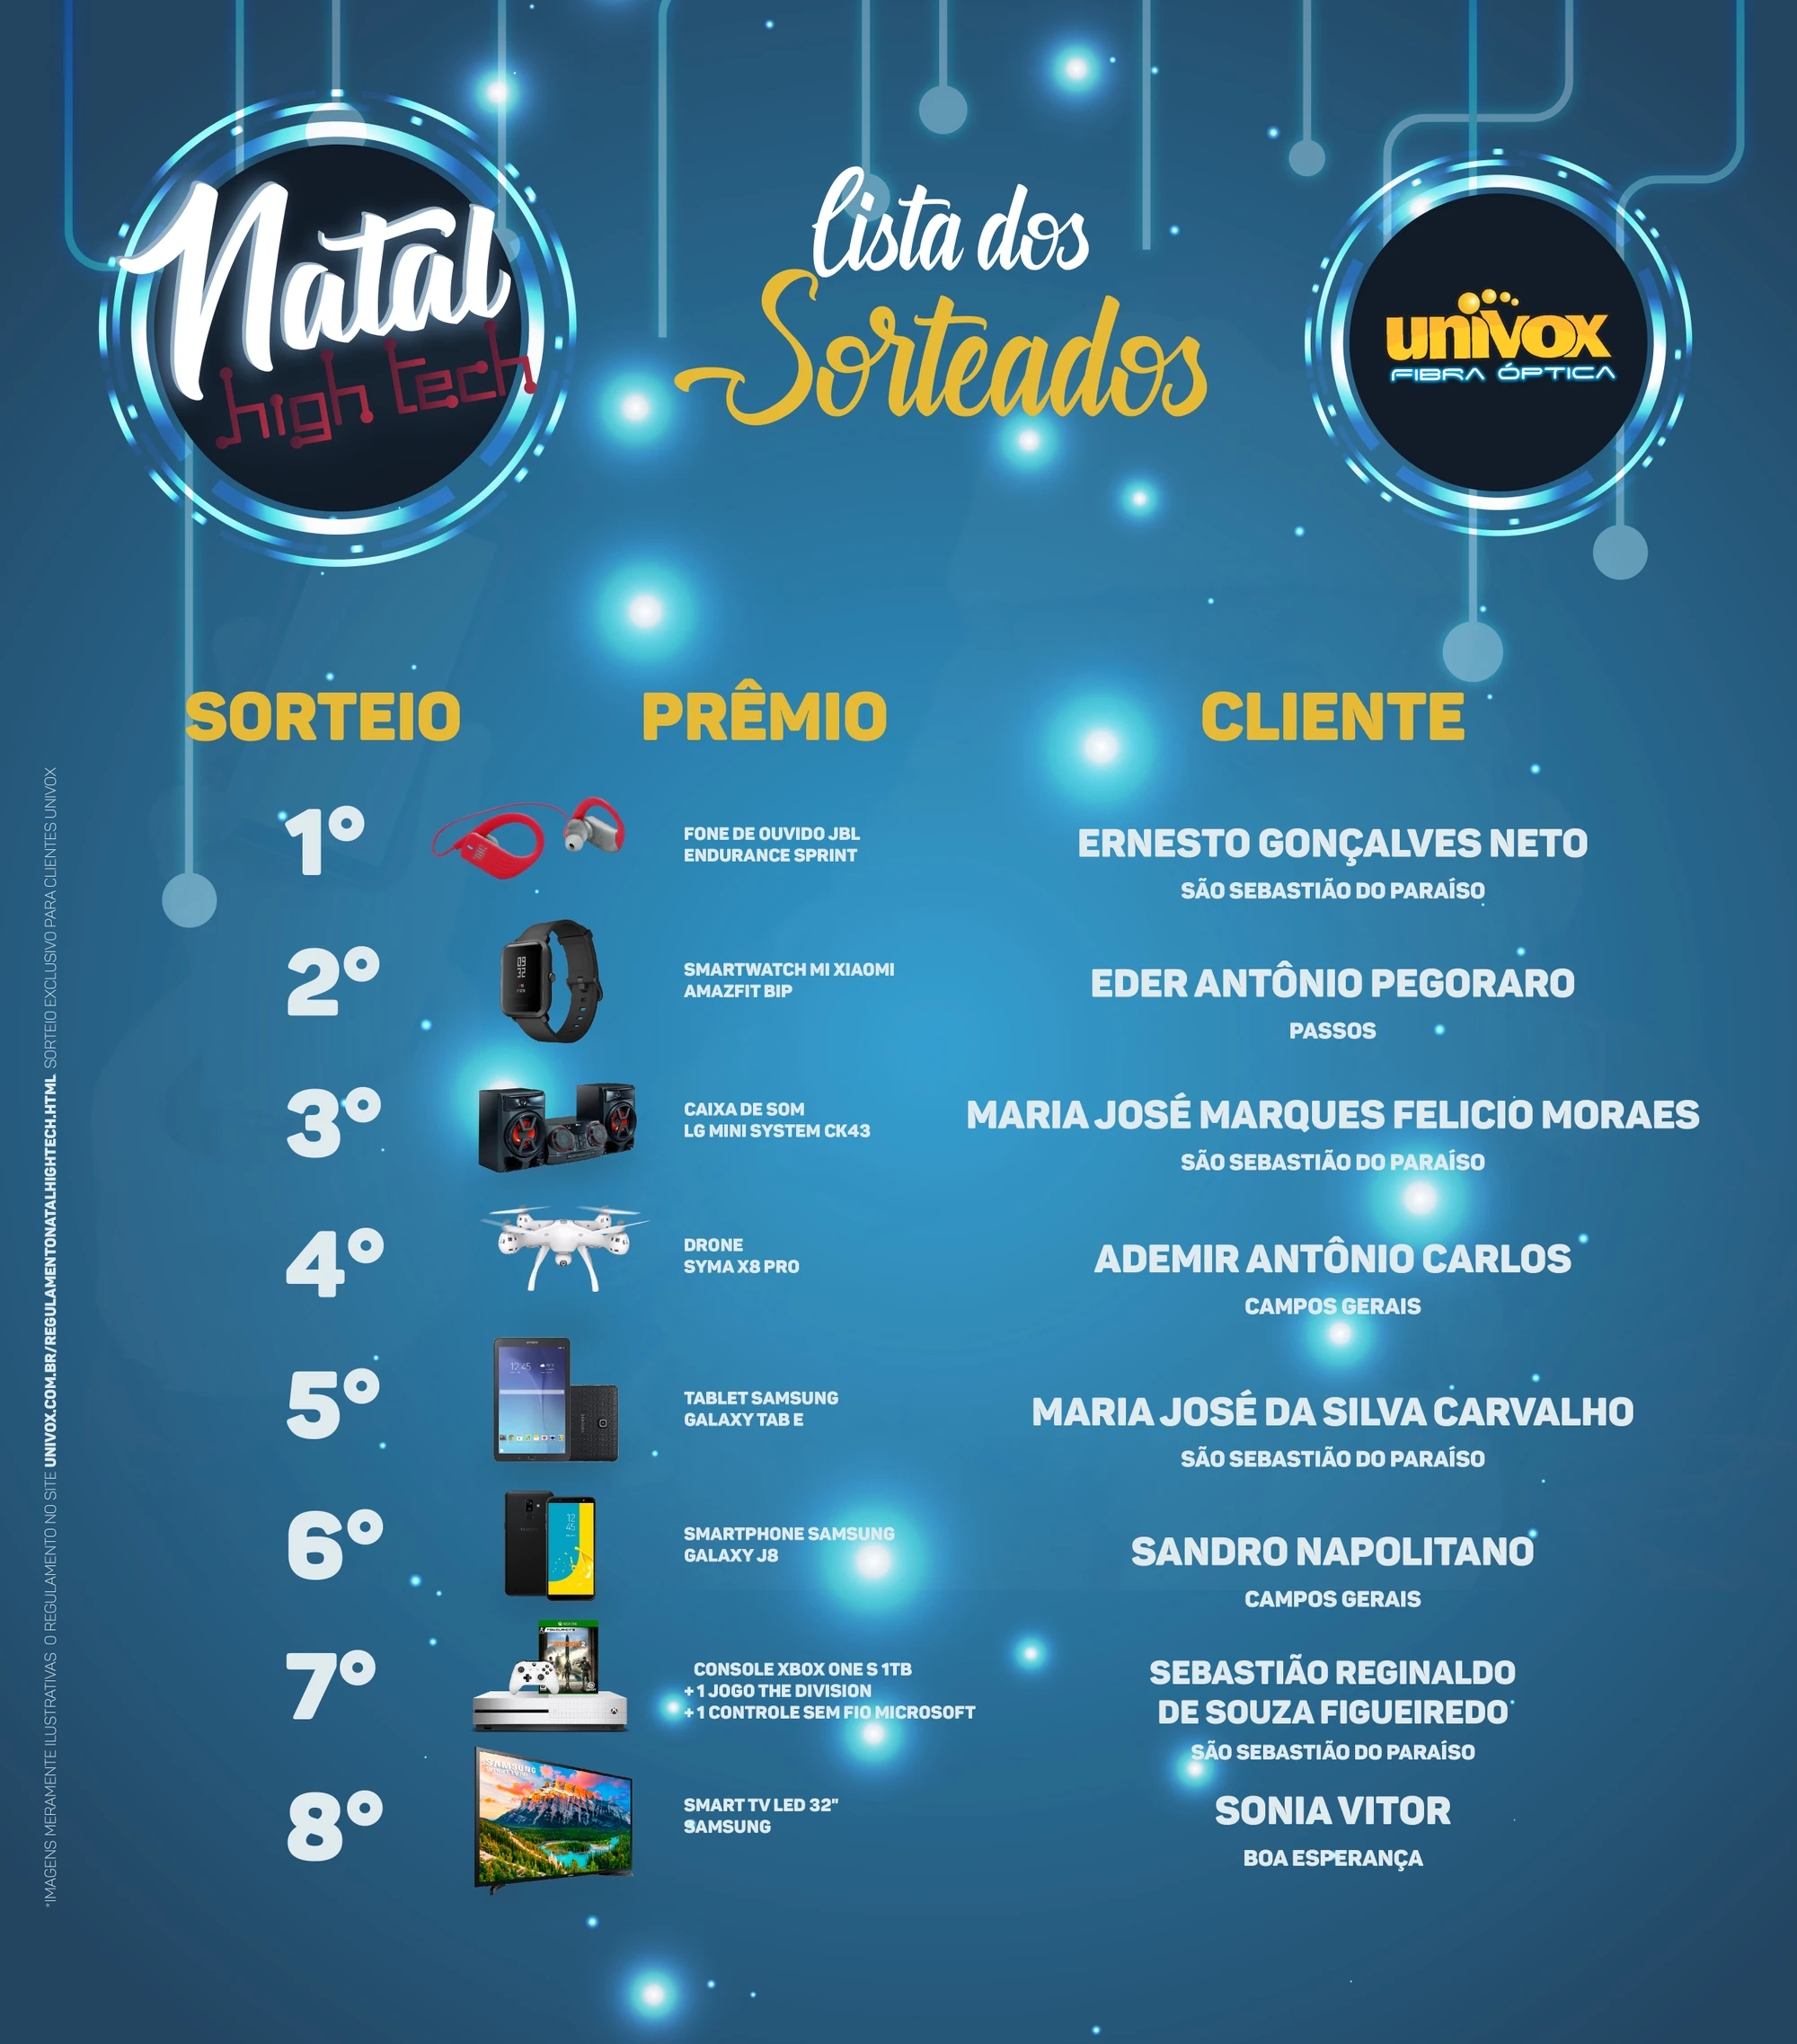 Natal
high tech
Lista dos
Sorteados
univox
FIBRA ÓPTICA
SORTEIO PRÊMIO CLIENTE
1º
FONE DE OUVIDO JBL
ENDURANCE SPRINT
ERNESTO GONÇALVES NETO
SÃO SEBASTIÃO DO PARAÍSO
2º
SMARTWATCH MI XIAOMI
AMAZFIT BIP
EDER ANTÔNIO PEGORARO
PASSOS
3º
CAIXA DE SOM
LG MINI SYSTEM CK43
MARIA JOSÉ MARQUES FELICIO MORAES
SÃO SEBASTIÃO DO PARAÍSO
4º
DRONE
SYMA X8 PRO
ADEMIR ANTÔNIO CARLOS
CAMPOS GERAIS
5º
12:45
TABLET SAMSUNG
GALAXY TAB E
MARIA JOSÉ DA SILVA CARVALHO
SÃO SEBASTIÃO DO PARAÍSO
6º
SMARTPHONE SAMSUNG
GALAXY J8
SANDRO NAPOLITANO
CAMPOS GERAIS
7º
CONSOLE XBOX ONE S 1TB
+ 1 JOGO THE DIVISION
+ 1 CONTROLE SEM FIO MICROSOFT
SEBASTIÃO REGINALDO
DE SOUZA FIGUEIREDO
SÃO SEBASTIÃO DO PARAÍSO
8º
SAMSUNG
SMART TV LED 32"
SAMSUNG
SONIA VITOR
BOA ESPERANÇA
*IMAGENS MERAMENTE ILUSTRATIVAS O REGULAMENTO NO SITE UNIVOX.COM.BR/REGULAMENTONATALHIGHTECH.HTML SORTEIO EXCLUSIVO PARA CLIENTES UNIVOX